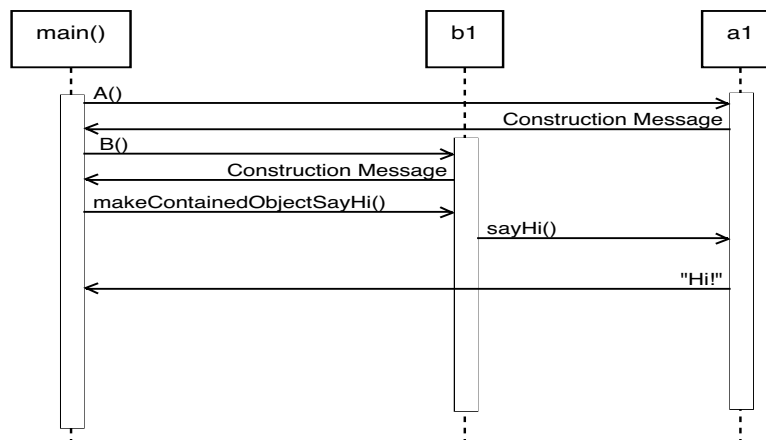 main()
b1
a1
A()
Construction Message
B()
Construction Message
makeContainedObjectSayHi()
sayHi()
"Hi!"